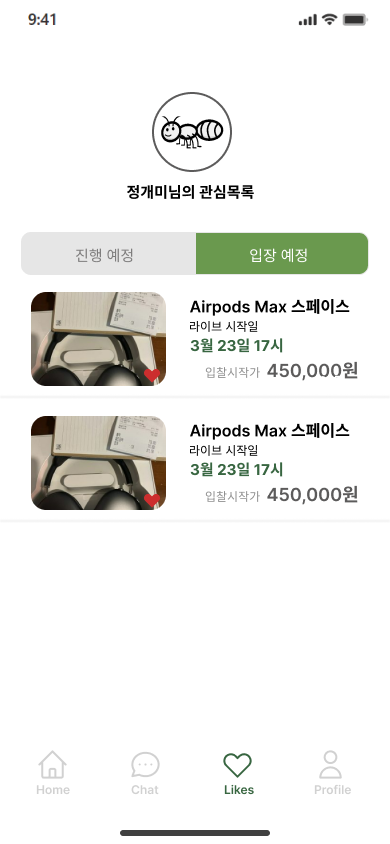 9:41
정개미님의 관심목록
진행 예정
입장 예정
Airpods Max 스페이스
라이브 시작일
3월 23일 17시
입찰시작가 450,000원
Airpods Max 스페이스
라이브 시작일
3월 23일 17시
입찰시작가 450,000원
Home
Chat
Likes
Profile